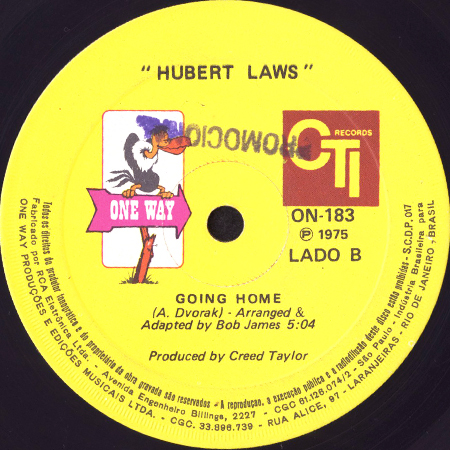 "HUBERT LAWS"
PROMOCION
ONE WAY
CTI
RECORDS
ON-183
℗ 1975
LADO B
GOING HOME
(A. Dvorak) - Arranged &
Adapted by Bob James 5:04
Produced by Creed Taylor
Todos os direitos do produtor fonográfico e do proprietário da obra gravada são reservados - A reprodução, a execução pública e a radiodifusão deste disco estão proibidas - S.C.D.P. 017
Fabricado por RCA Eletrônica Ltda. - Avenida Engenheiro Billings, 2227 - CGC 61.126.074/2 - São Paulo - Indústria Brasileira para
ONE WAY PRODUÇÕES E EDIÇÕES MUSICAIS LTDA. - CGC. 33.896.739 - RUA ALICE, 97 - LARANJEIRAS - RIO DE JANEIRO, BRASIL